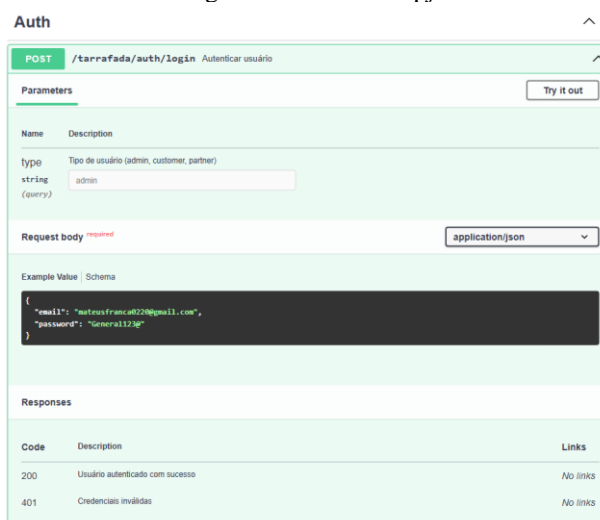 Auth
POST /tarrafada/auth/login Autenticar usuário
Parameters
Try it out
Name Description
type Tipo de usuário (admin, customer, partner)
string admin
(query)
Request body required
application/json
Example Value Schema
{
"email": "mateusfranca0220@gmail.com",
"password": "General123@"
}
Responses
Code Description Links
200 Usuário autenticado com sucesso No links
401 Credenciais inválidas No links